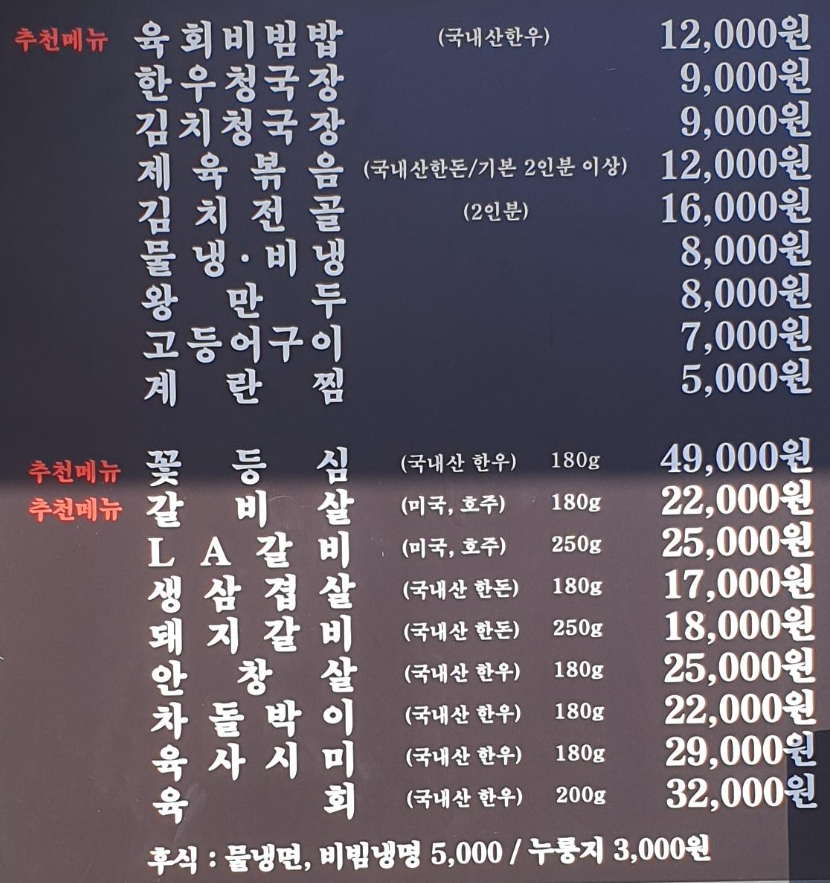 추천메뉴 육회비빔밥 (국내산한우) 12,000원
한우청국장 9,000원
김치청국장 9,000원
제육볶음 (국내산한돈/기본 2인분 이상) 12,000원
김치전골 (2인분) 16,000원
물냉·비냉 8,000원
왕만두 8,000원
고등어구이 7,000원
계란찜 5,000원
추천메뉴 꽃등심 (국내산 한우) 180g 49,000원
추천메뉴 갈비살 (미국, 호주) 180g 22,000원
LA갈비 (미국, 호주) 250g 25,000원
생삼겹살 (국내산 한돈) 180g 17,000원
돼지갈비 (국내산 한돈) 250g 18,000원
안창살 (국내산 한우) 180g 25,000원
차돌박이 (국내산 한우) 180g 22,000원
육사시미 (국내산 한우) 180g 29,000원
육회 (국내산 한우) 200g 32,000원
후식 : 물냉면, 비빔냉명 5,000 / 누룽지 3,000원